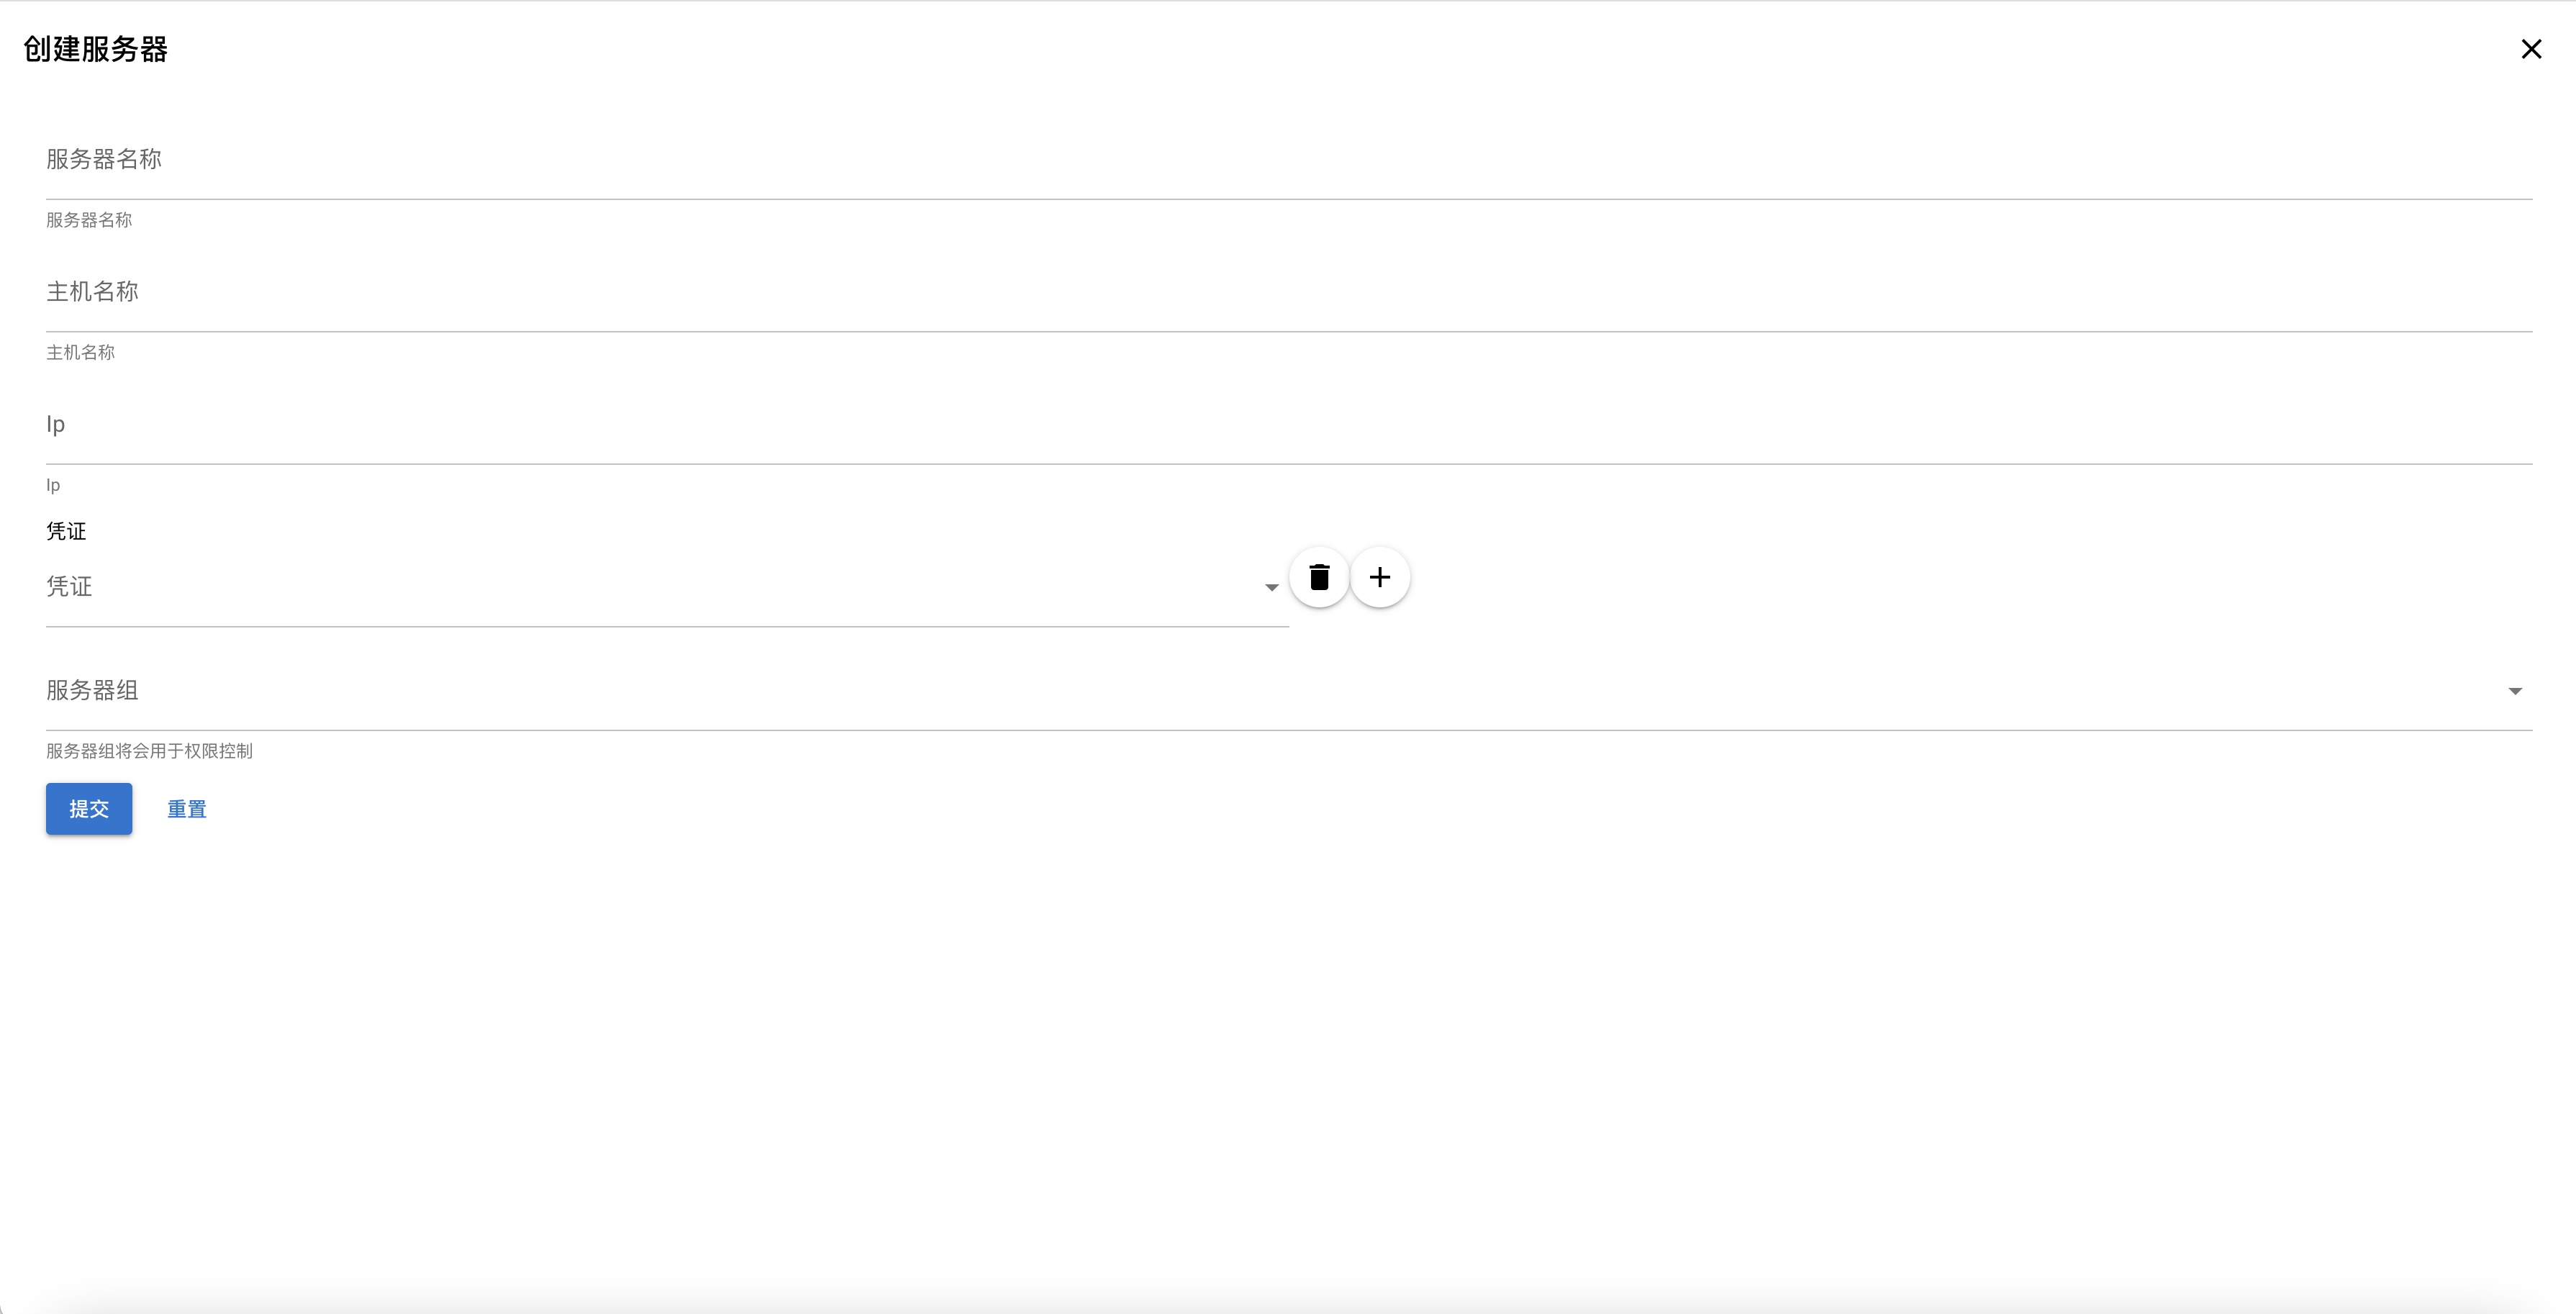 创建服务器
服务器名称
服务器名称
主机名称
主机名称
Ip
Ip
凭证
凭证
服务器组
服务器组将会用于权限控制
提交 重置